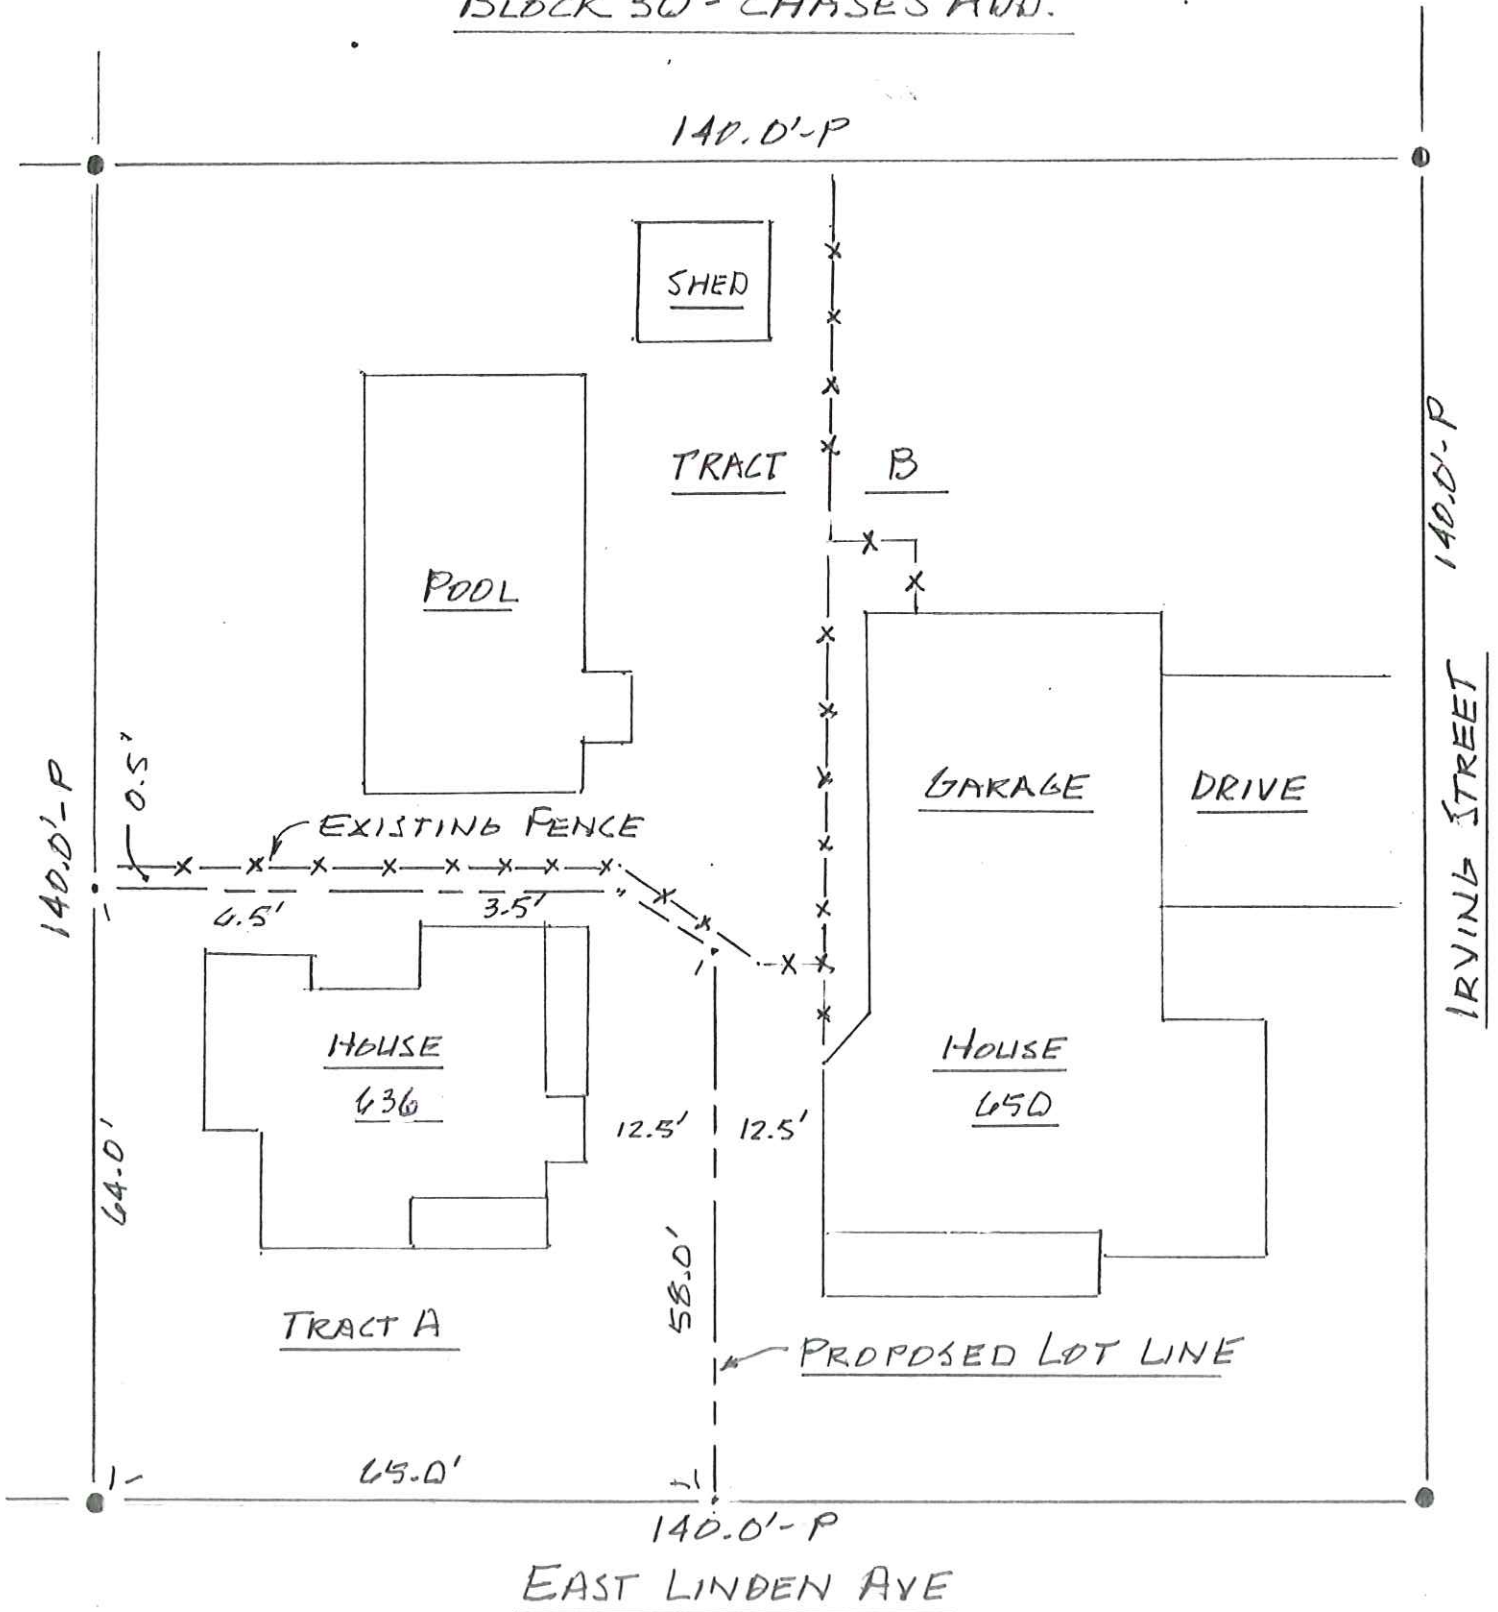 BLOCK - CHASES ADD.
140.0'-P
SHED
TRACT B
140.0'-P
POOL
GARAGE
DRIVE
IRVING STREET
0.5'
EXISTING FENCE
140.0'-P
6.5'
3.5'
HOUSE
636
HOUSE
650
12.5'
12.5'
64.0'
58.0'
TRACT A
PROPOSED LOT LINE
65.0'
140.0'-P
EAST LINDEN AVE